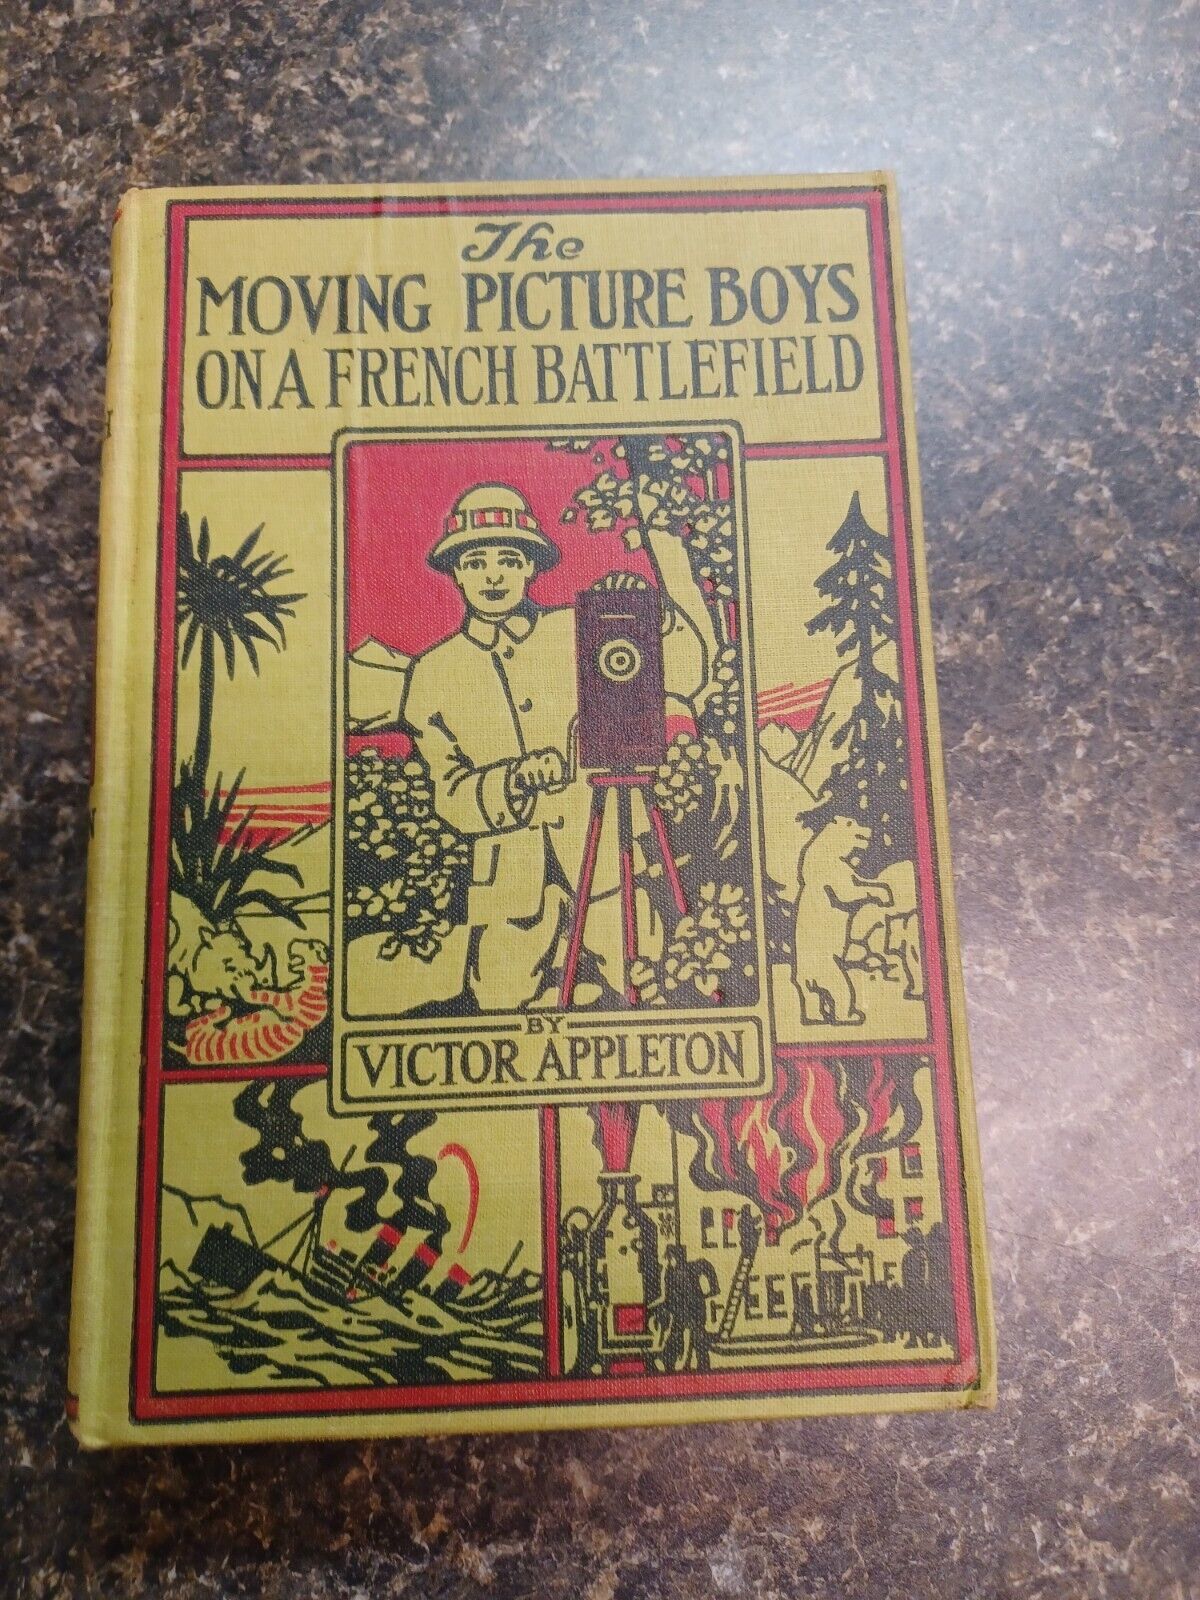 The
MOVING PICTURE BOYS
ON A FRENCH BATTLEFIELD
BY
VICTOR APPLETON